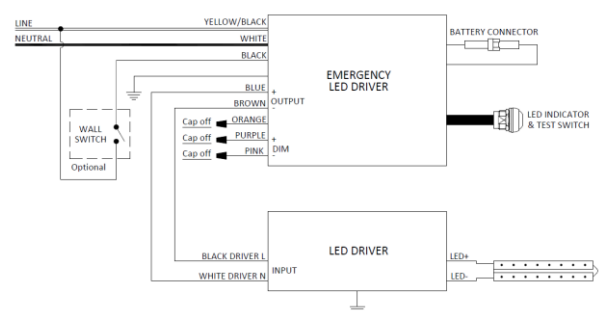 LINE
YELLOW/BLACK
NEUTRAL
WHITE
BLACK
BATTERY CONNECTOR
EMERGENCY
LED DRIVER
BLUE
+
OUTPUT
BROWN
-
Cap off
ORANGE
Cap off
PURPLE
+
DIM
Cap off
PINK
-
LED INDICATOR
& TEST SWITCH
WALL
SWITCH
Optional
LED DRIVER
BLACK DRIVER L
INPUT
WHITE DRIVER N
LED+
LED-